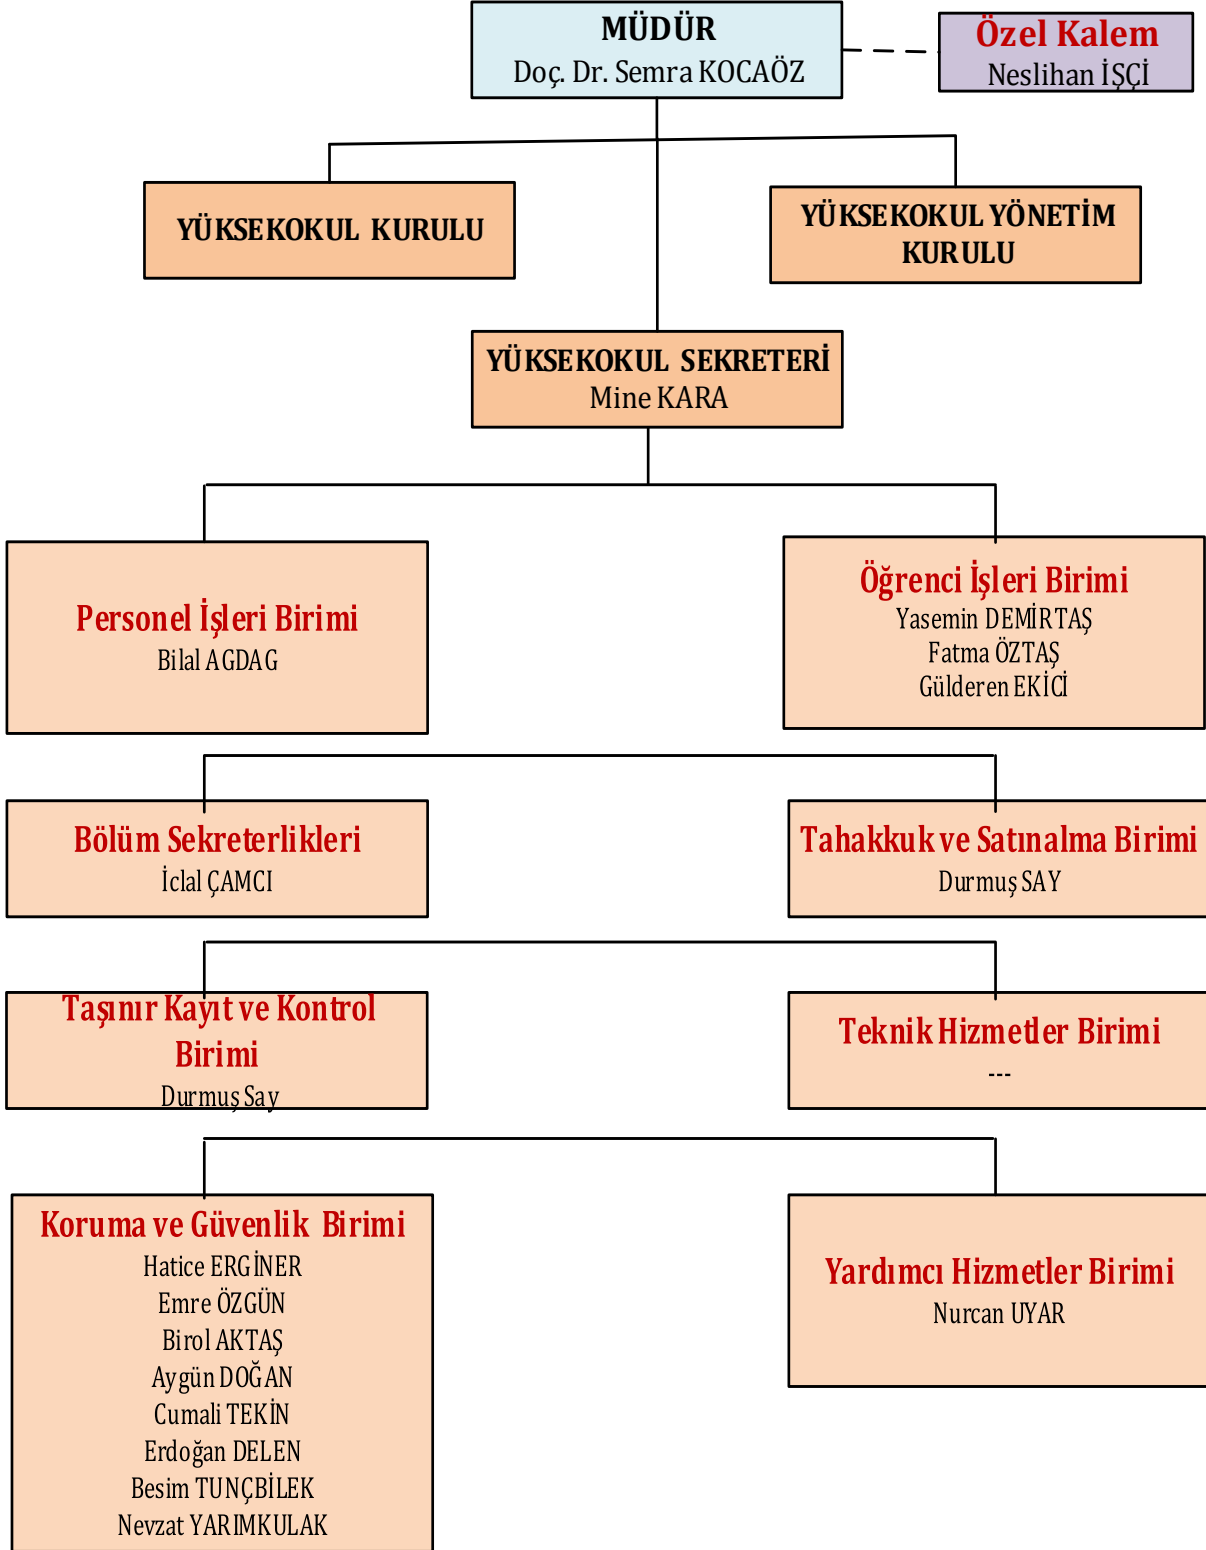 MÜDÜR
Doç. Dr. Semra KOCAÖZ
Özel Kalem
Neslihan İŞÇİ
YÜKSEKOKUL KURULU
YÜKSEKOKUL YÖNETİM
KURULU
YÜKSEKOKUL SEKRETERİ
Mine KARA
Personel İşleri Birimi
Bilal AGDAG
Öğrenci İşleri Birimi
Yasemin DEMİRTAŞ
Fatma ÖZTAŞ
Gülderen EKİCİ
Bölüm Sekreterlikleri
İclal ÇAMCI
Tahakkuk ve Satınalma Birimi
Durmuş SAY
Taşınır Kayıt ve Kontrol
Birimi
Durmuş Say
Teknik Hizmetler Birimi
---
Koruma ve Güvenlik Birimi
Hatice ERGİNER
Emre ÖZGÜN
Birol AKTAŞ
Aygün DOĞAN
Cumali TEKİN
Erdoğan DELEN
Besim TUNÇBİLEK
Nevzat YARIMKULAK
Yardımcı Hizmetler Birimi
Nurcan UYAR